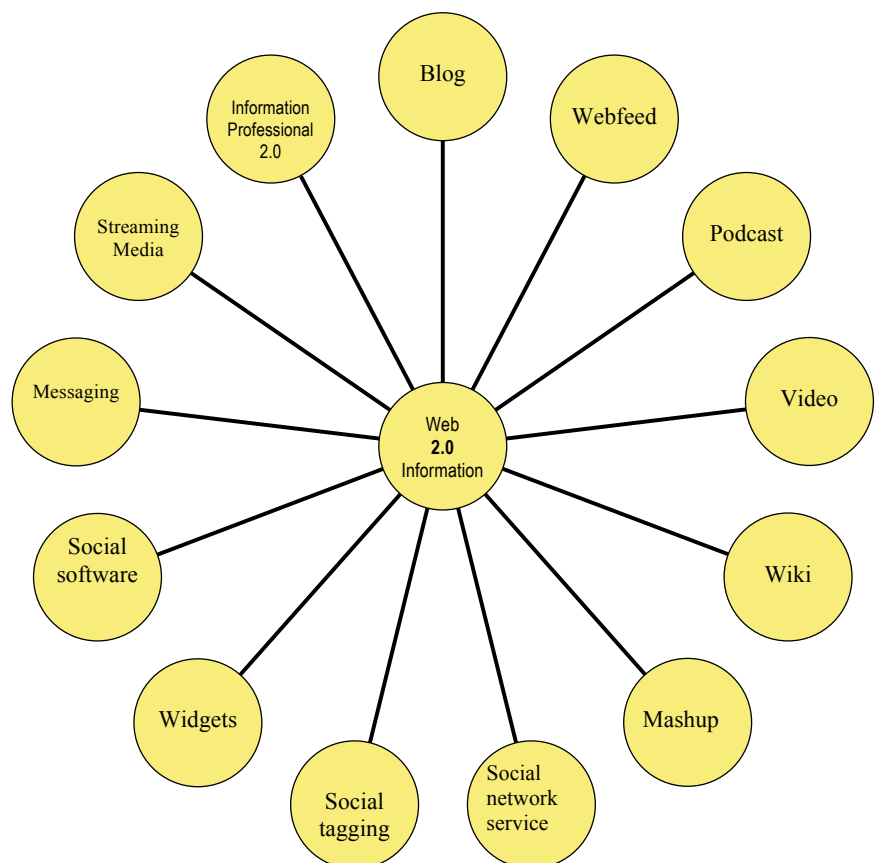 Blog
Webfeed
Podcast
Video
Wiki
Mashup
Social
network
service
Social
tagging
Widgets
Social
software
Messaging
Streaming
Media
Information
Professional
2.0
Web
2.0
Information